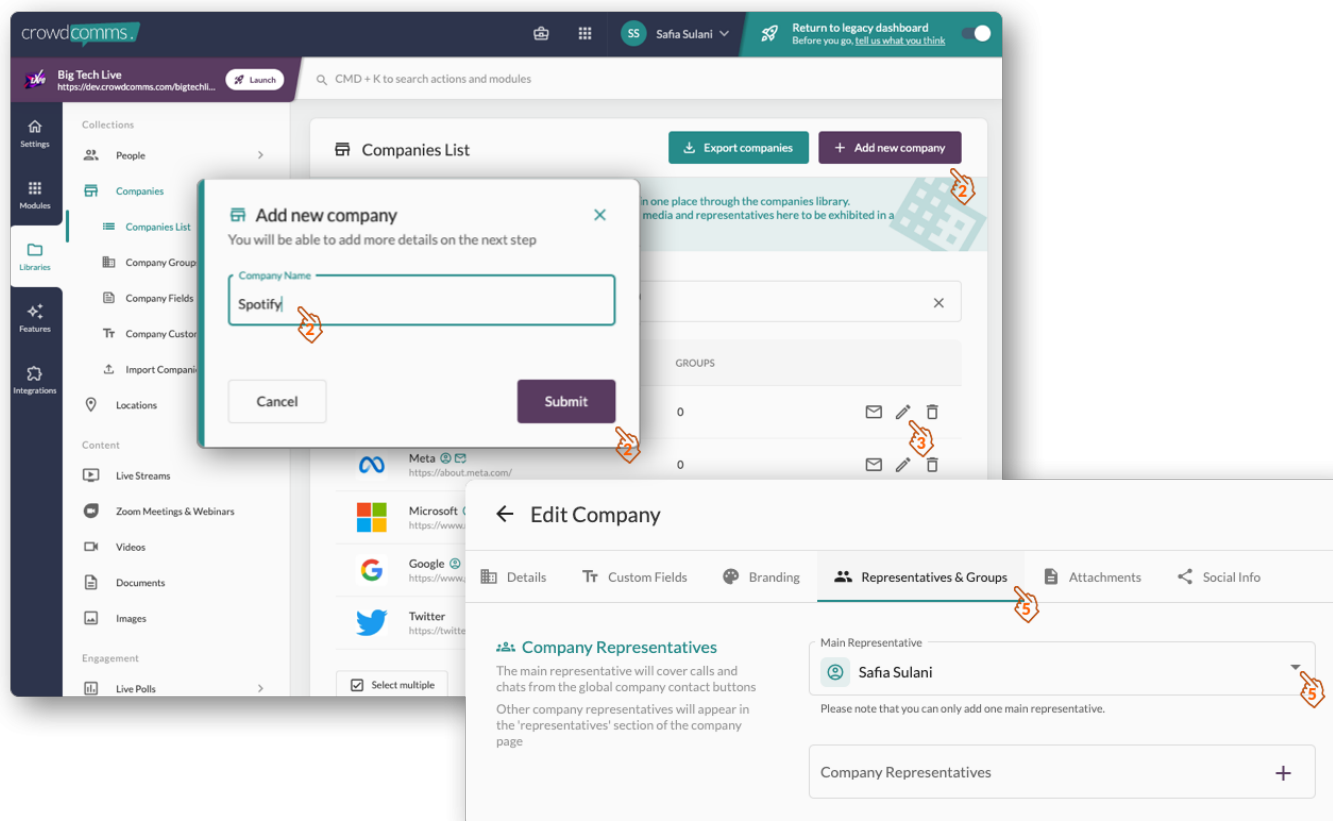 crowdcomms.
SS
Safia Sulani
Return to legacy dashboard
Before you go, tell us what you think
Big Tech Live
https://dev.crowdcomms.com/bigtechli...
Launch
CMD + K to search actions and modules
Settings
Modules
Libraries
Features
Integrations
Collections
People
Companies
Companies List
Company Group
Company Fields
Tт Company Custor
Import Compani
Locations
Content
Live Streams
Zoom Meetings & Webinars
Videos
Documents
Images
Engagement
Live Polls
Companies List
Export companies
+ Add new company
2
n one place through the companies library.
media and representatives here to be exhibited in a
GROUPS
0
3
Meta
https://about.meta.com/
0
Microsoft
https://www.
Google
https://www.
Twitter
https://twitte
Select multiple
Add new company
You will be able to add more details on the next step
Company Name
Spotify
2
Cancel
Submit
2
Edit Company
Details
Tт Custom Fields
Branding
Representatives & Groups
Attachments
Social Info
5
Company Representatives
The main representative will cover calls and
chats from the global company contact buttons
Other company representatives will appear in
the 'representatives' section of the company
page
Main Representative
Safia Sulani
5
Please note that you can only add one main representative.
Company Representatives +